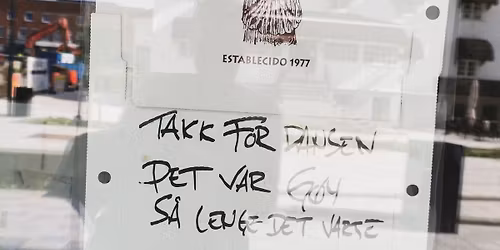 ESTABLECIDO 1977
TAKK FOR DANSEN
DET VAR GØY
SÅ LENGE DET VARTE